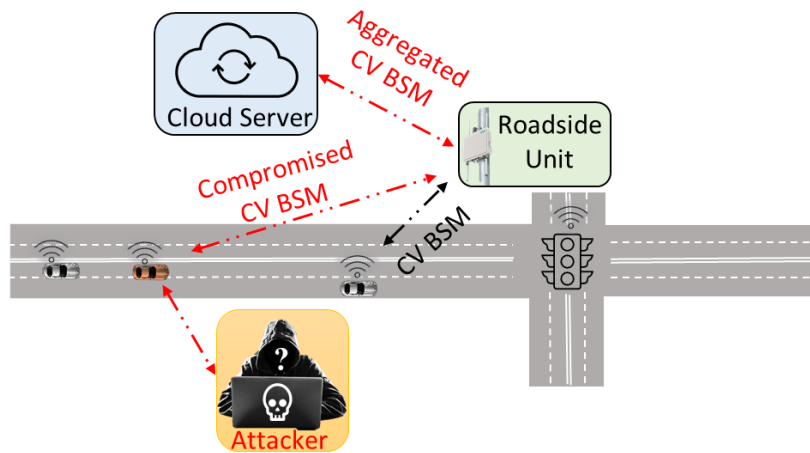 Aggregated
CV BSM
Cloud Server
Roadside
Unit
Compromised
CV BSM
CV BSM
?
Attacker